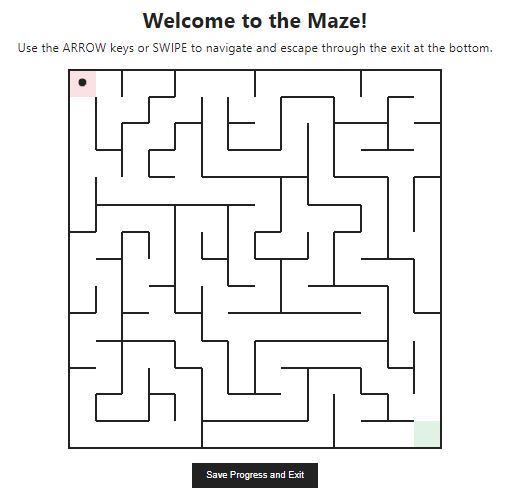 Welcome to the Maze!
Use the ARROW keys or SWIPE to navigate and escape through the exit at the bottom.
Save Progress and Exit